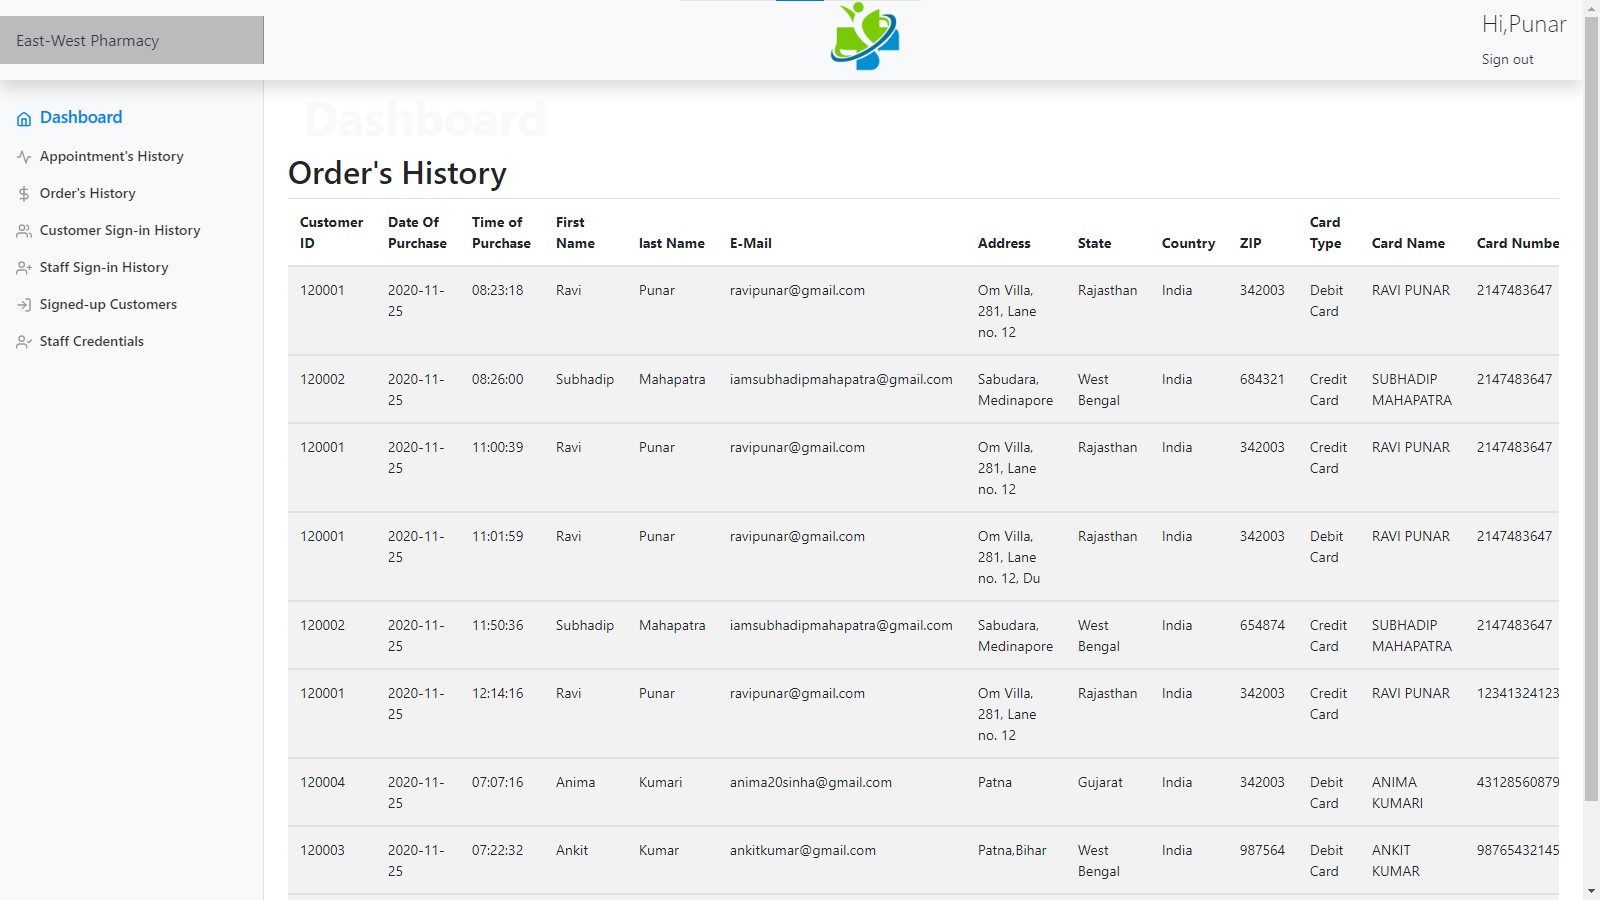 East-West Pharmacy
Hi,Punar
Sign out
Dashboard
Appointment's History
Order's History
Customer Sign-in History
Staff Sign-in History
Signed-up Customers
Staff Credentials
Dashboard
Order's History
Customer ID Date Of Purchase Time of Purchase First Name last Name E-Mail Address State Country ZIP Card Type Card Name Card Numbe
120001 2020-11-25 08:23:18 Ravi Punar ravipunar@gmail.com Om Villa, 281, Lane no. 12 Rajasthan India 342003 Debit Card RAVI PUNAR 2147483647
120002 2020-11-25 08:26:00 Subhadip Mahapatra iamsubhadipmahapatra@gmail.com Sabudara, Medinapore West Bengal India 684321 Credit Card SUBHADIP MAHAPATRA 2147483647
120001 2020-11-25 11:00:39 Ravi Punar ravipunar@gmail.com Om Villa, 281, Lane no. 12 Rajasthan India 342003 Credit Card RAVI PUNAR 2147483647
120001 2020-11-25 11:01:59 Ravi Punar ravipunar@gmail.com Om Villa, 281, Lane no. 12, Du Rajasthan India 342003 Debit Card RAVI PUNAR 2147483647
120002 2020-11-25 11:50:36 Subhadip Mahapatra iamsubhadipmahapatra@gmail.com Sabudara, Medinapore West Bengal India 654874 Credit Card SUBHADIP MAHAPATRA 2147483647
120001 2020-11-25 12:14:16 Ravi Punar ravipunar@gmail.com Om Villa, 281, Lane no. 12 Rajasthan India 342003 Credit Card RAVI PUNAR 12341324123
120004 2020-11-25 07:07:16 Anima Kumari anima20sinha@gmail.com Patna Gujarat India 342003 Debit Card ANIMA KUMARI 43128560879
120003 2020-11-25 07:22:32 Ankit Kumar ankitkumar@gmail.com Patna,Bihar West Bengal India 987564 Debit Card ANKIT KUMAR 98765432145